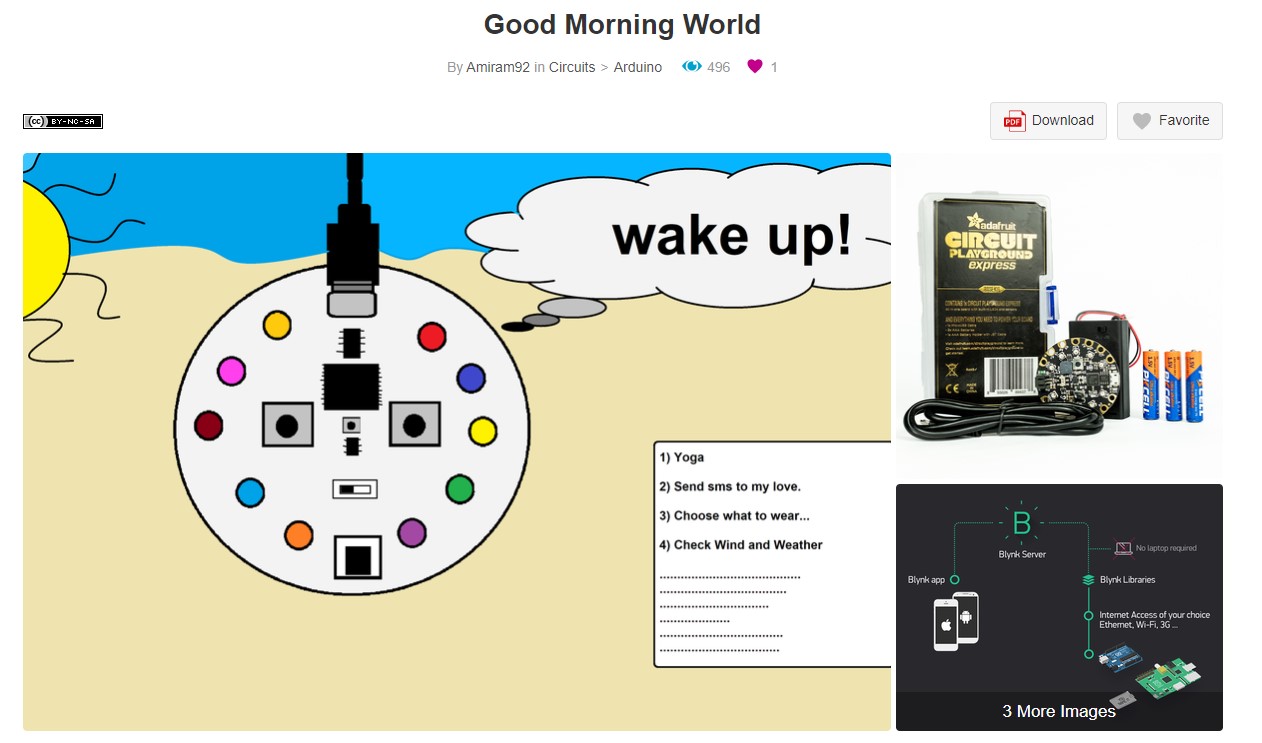 Good Morning World
By Amiram92 in Circuits > Arduino 496 1
(cc) BY-NC-SA
PDF Download
Favorite
wake up!
1) Yoga
2) Send sms to my love.
3) Choose what to wear...
4) Check Wind and Weather
adafruit
CIRCUIT
PLAYGROUND
express
B
Blynk Server
No laptop required
Blynk app
Blynk Libraries
Internet Access of your choice
Ethernet, Wi-Fi, 3G ...
3 More Images